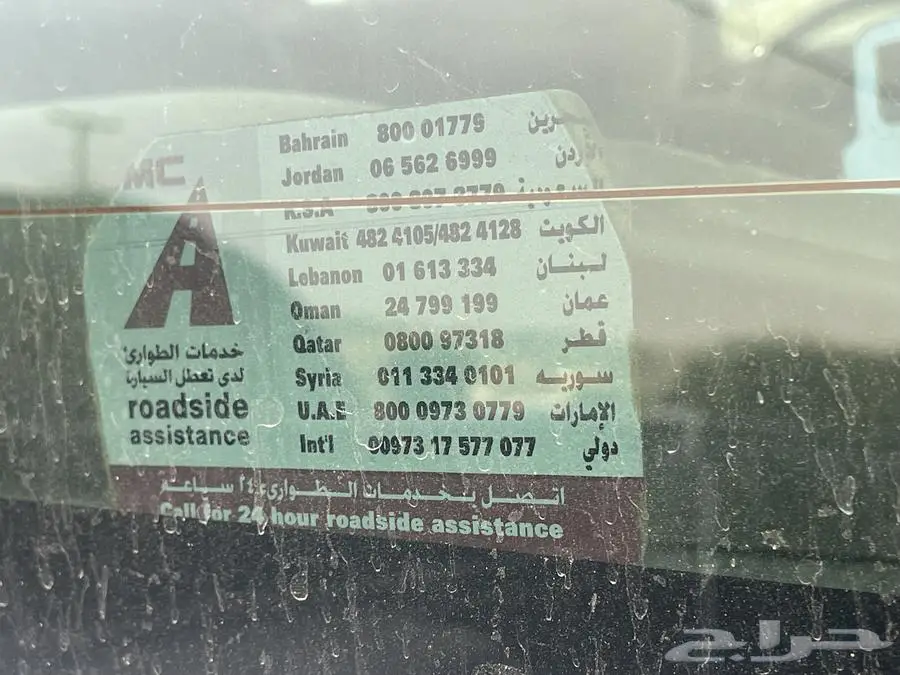 MC
A
خدمات الطوارئ
لدى تعطل السيارة
roadside
assistance
Bahrain 800 01779
Jordan 06 562 6999 الأردن
K.S.A السعودية
Kuwait 482 4105/482 4128 الكويت
Lebanon 01 613 334 لبنان
Oman 24 799 199 عمان
Qatar 0800 97318 قطر
Syria 011 334 0101 سوريه
U.A.E 800 0973 0779 الإمارات
Int'l 00973 17 577 077 دولي
اتصل بخدمات الطوارئ ٢٤ ساعة
Call for 24 hour roadside assistance
حراج